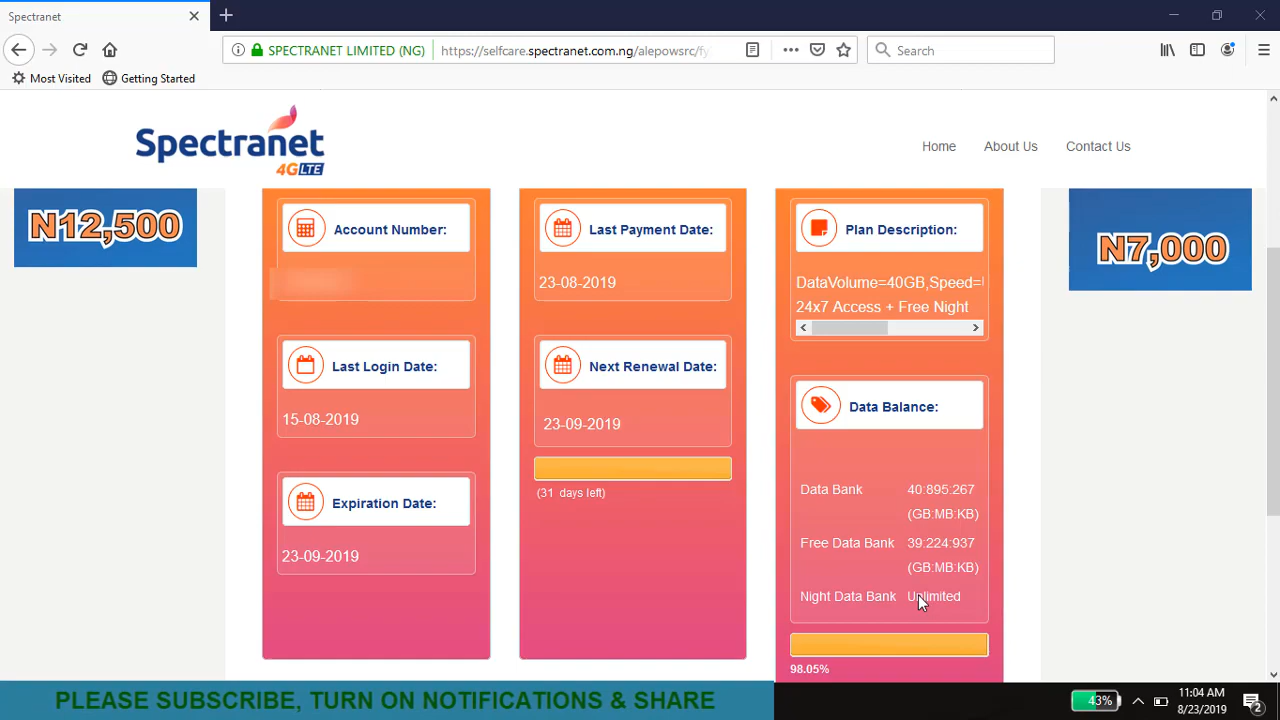 Spectranet
SPECTRANET LIMITED (NG)
https://selfcare.spectranet.com.ng/alepowsrc/fy
Search
Most Visited
Getting Started
Spectranet
4G LTE
Home
About Us
Contact Us
N12,500
N7,000
Account Number:
Last Login Date:
15-08-2019
Expiration Date:
23-09-2019
Last Payment Date:
23-08-2019
Next Renewal Date:
23-09-2019
(31 days left)
Plan Description:
DataVolume=40GB,Speed=
24x7 Access + Free Night
Data Balance:
Data Bank 40:895:267
(GB:MB:KB)
Free Data Bank 39:224:937
(GB:MB:KB)
Night Data Bank Unlimited
98.05%
PLEASE SUBSCRIBE, TURN ON NOTIFICATIONS & SHARE
43%
11:04 AM
8/23/2019
2